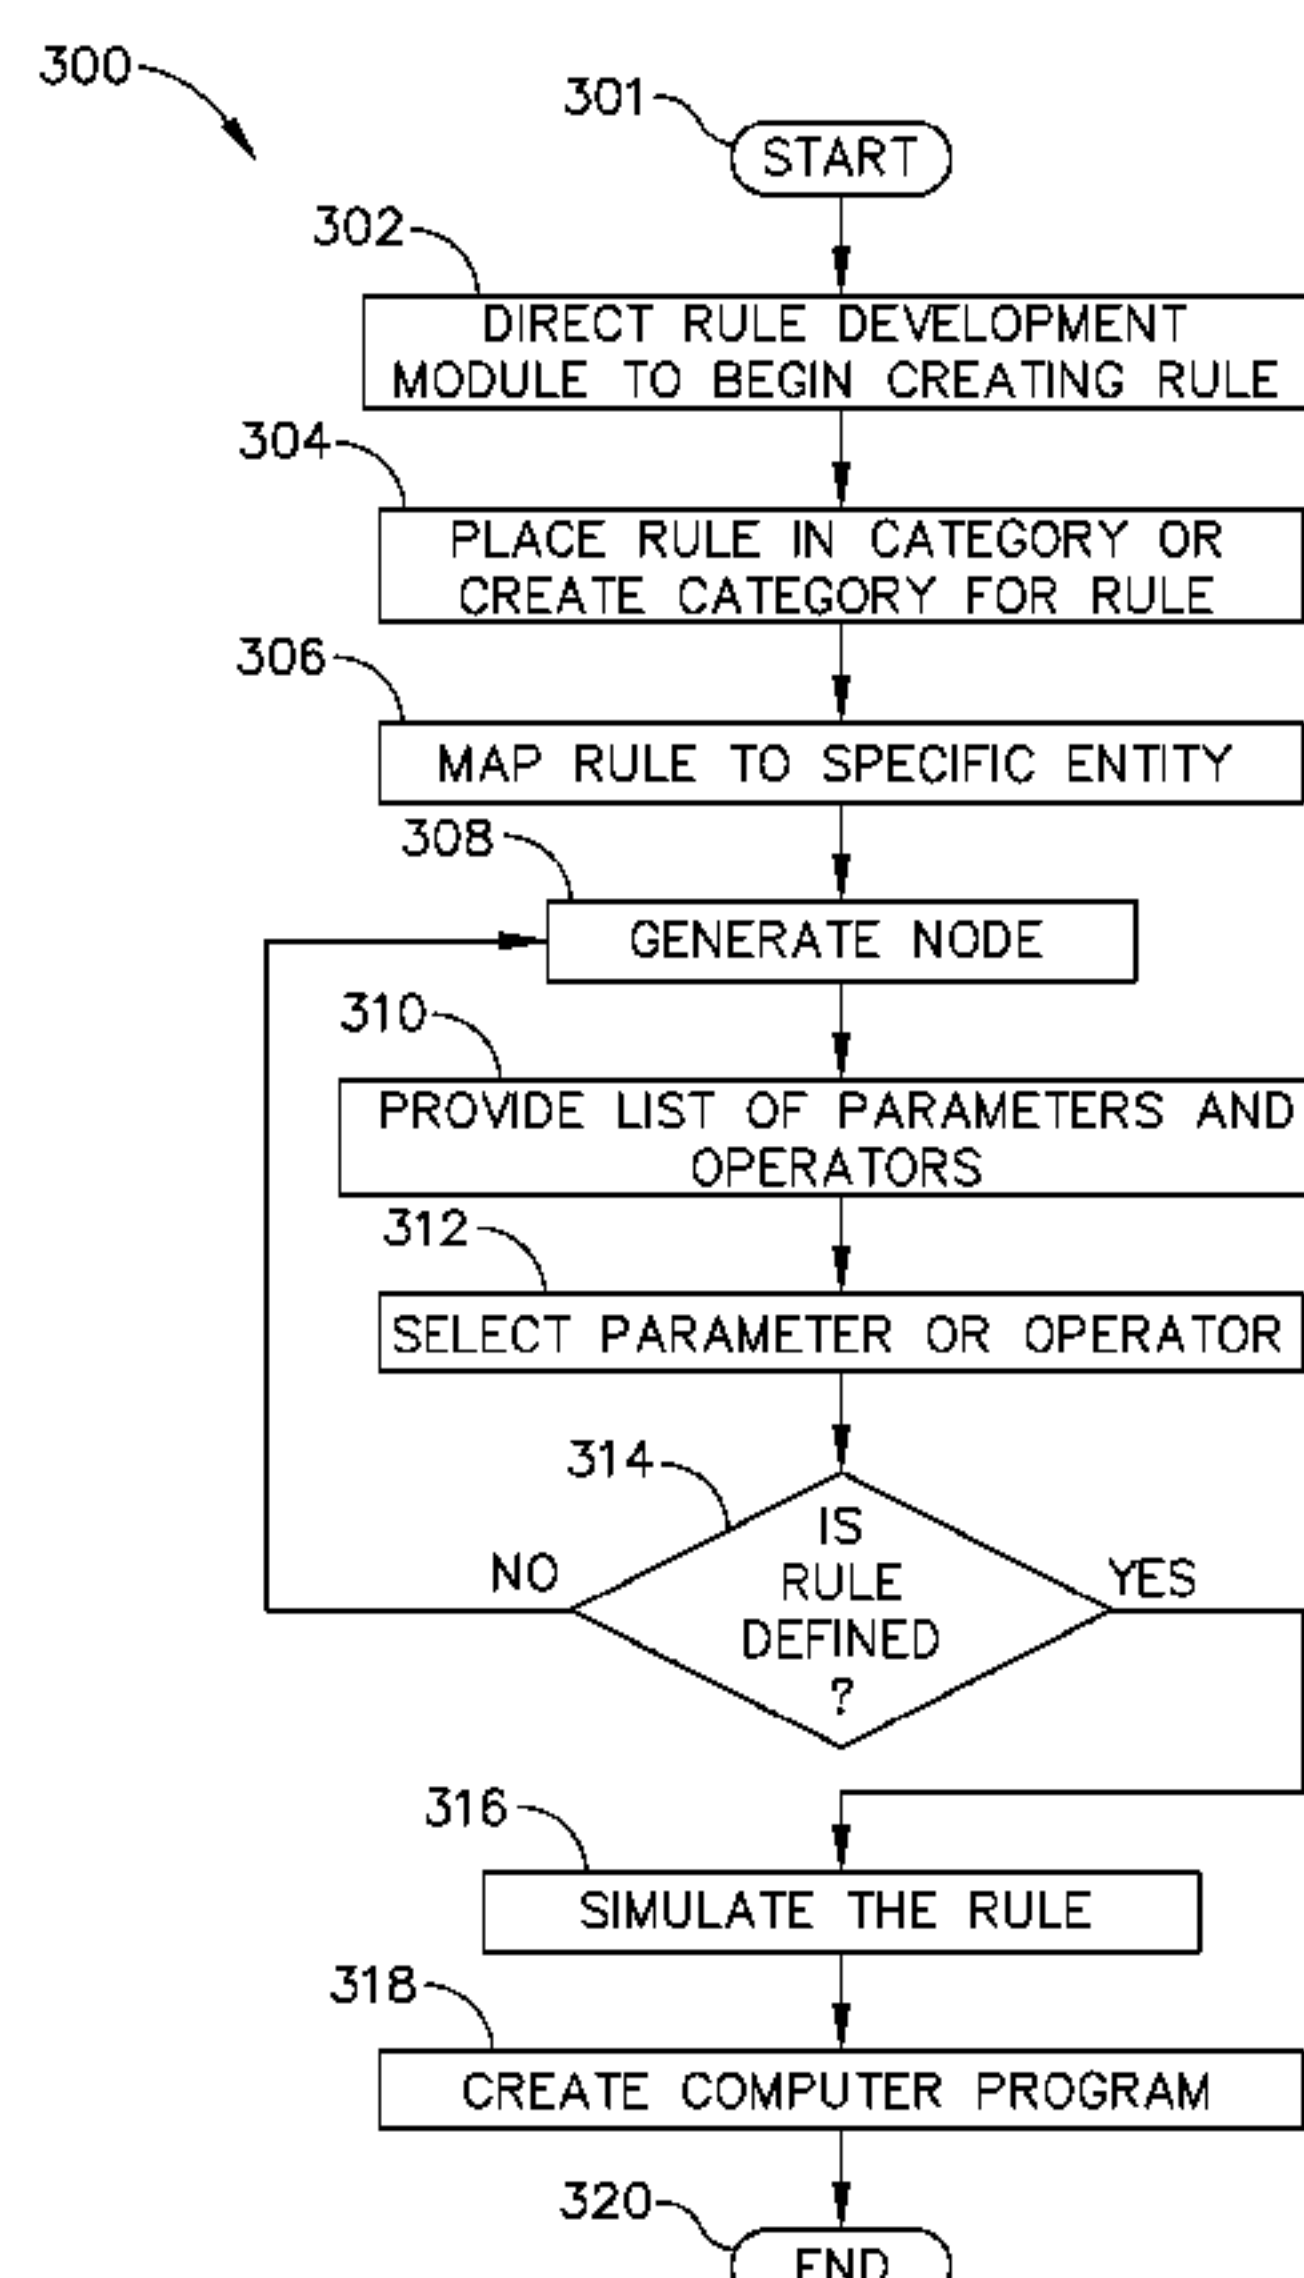 300
301
START
302
DIRECT RULE DEVELOPMENT
MODULE TO BEGIN CREATING RULE
304
PLACE RULE IN CATEGORY OR
CREATE CATEGORY FOR RULE
306
MAP RULE TO SPECIFIC ENTITY
308
GENERATE NODE
310
PROVIDE LIST OF PARAMETERS AND
OPERATORS
312
SELECT PARAMETER OR OPERATOR
314
IS
RULE
DEFINED
?
NO
YES
316
SIMULATE THE RULE
318
CREATE COMPUTER PROGRAM
320
END